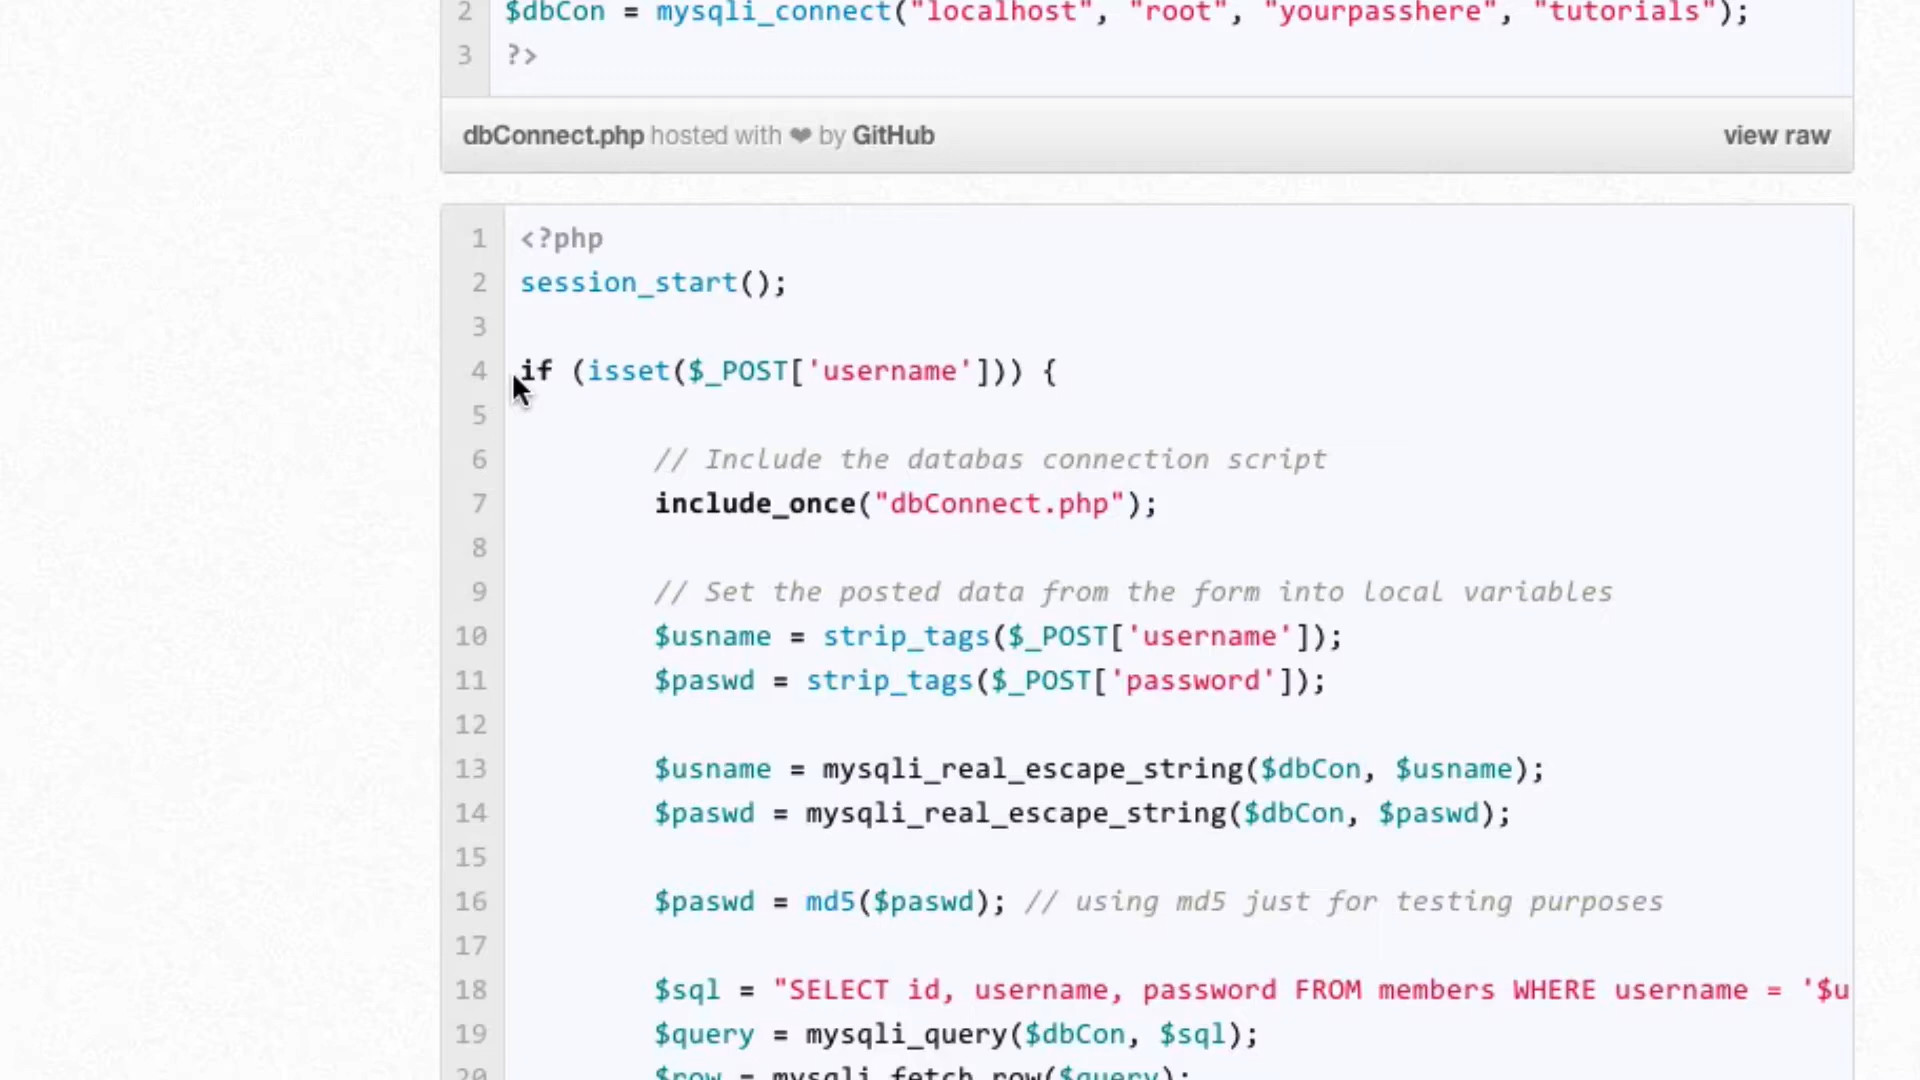 2 $dbCon = mysqli_connect("localhost", "root", "yourpasshere", "tutorials");
3 ?>
dbConnect.php hosted with ❤ by GitHub view raw
1 <?php
2 session_start();
3
4 if (isset($_POST['username'])) {
5
6 // Include the databas connection script
7 include_once("dbConnect.php");
8
9 // Set the posted data from the form into local variables
10 $usname = strip_tags($_POST['username']);
11 $paswd = strip_tags($_POST['password']);
12
13 $usname = mysqli_real_escape_string($dbCon, $usname);
14 $paswd = mysqli_real_escape_string($dbCon, $paswd);
15
16 $paswd = md5($paswd); // using md5 just for testing purposes
17
18 $sql = "SELECT id, username, password FROM members WHERE username = '$u
19 $query = mysqli_query($dbCon, $sql);
20 $row = mysqli_fetch_row($query);